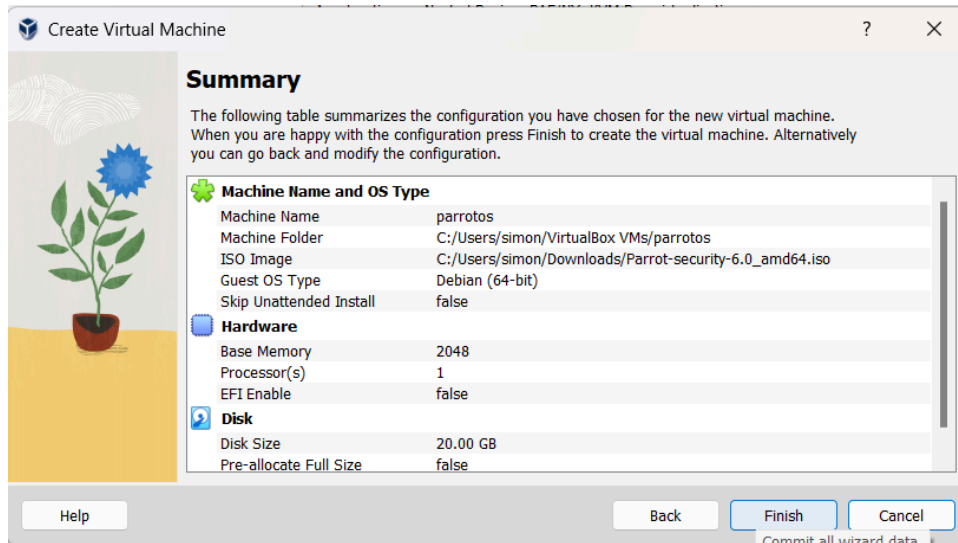 Create Virtual Machine ? ×
Summary
The following table summarizes the configuration you have chosen for the new virtual machine.
When you are happy with the configuration press Finish to create the virtual machine. Alternatively
you can go back and modify the configuration.
Machine Name and OS Type
Machine Name parrotos
Machine Folder C:/Users/simon/VirtualBox VMs/parrotos
ISO Image C:/Users/simon/Downloads/Parrot-security-6.0_amd64.iso
Guest OS Type Debian (64-bit)
Skip Unattended Install false
Hardware
Base Memory 2048
Processor(s) 1
EFI Enable false
Disk
Disk Size 20.00 GB
Pre-allocate Full Size false
Help Back Finish Cancel
Commit all wizard data.